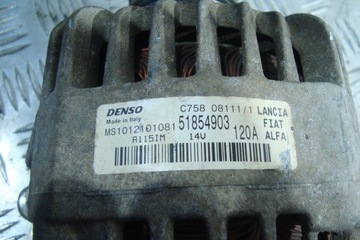 DENSO C758 08111/1 LANCIA
Made in Italy 51854903 FIAT
MS1012101081 120A ALFA
A115IM 14V